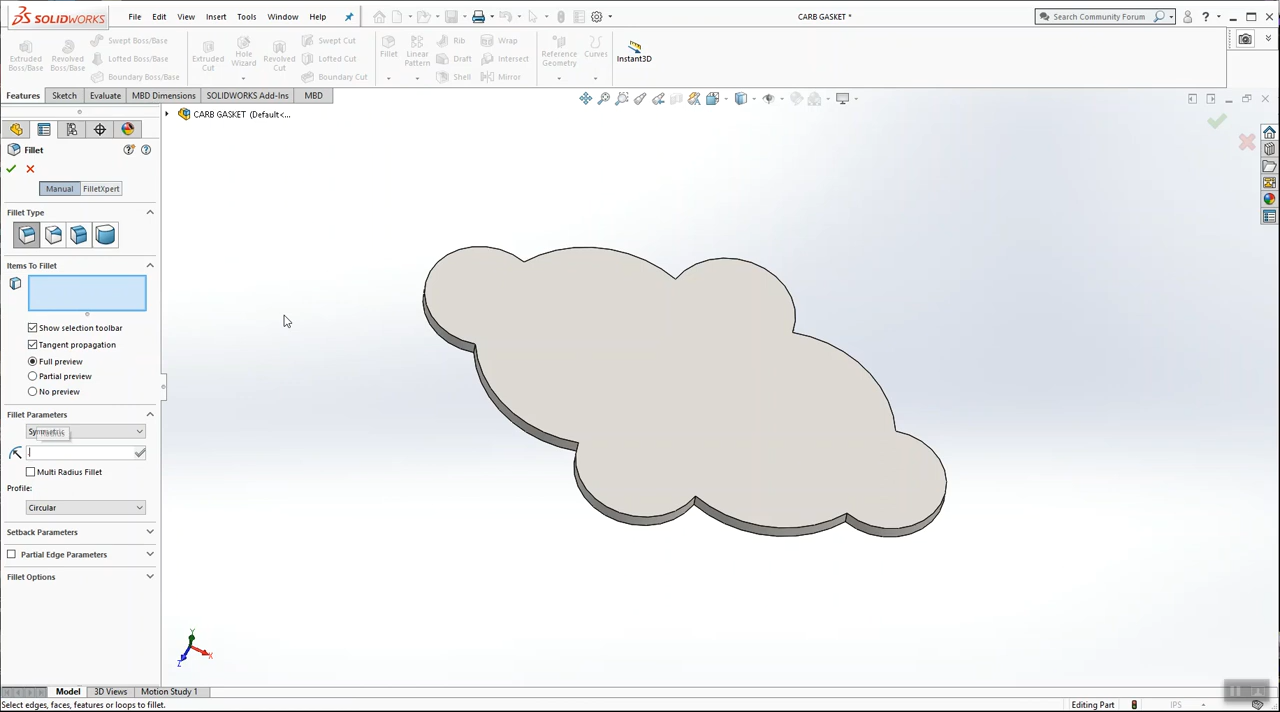 SOLIDWORKS
File Edit View Insert Tools Window Help
CARB GASKET *
Search Community Forum
Extruded Boss/Base
Revolved Boss/Base
Swept Boss/Base
Lofted Boss/Base
Boundary Boss/Base
Extruded Cut
Hole Wizard
Revolved Cut
Swept Cut
Lofted Cut
Boundary Cut
Fillet
Linear Pattern
Rib
Draft
Shell
Wrap
Intersect
Mirror
Reference Geometry
Curves
Instant3D
Features Sketch Evaluate MBD Dimensions SOLIDWORKS Add-Ins MBD
CARB GASKET (Default<...
Fillet
Manual FilletXpert
Fillet Type
Items To Fillet
Show selection toolbar
Tangent propagation
Full preview
Partial preview
No preview
Fillet Parameters
Symmetric
.
Multi Radius Fillet
Profile:
Circular
Setback Parameters
Partial Edge Parameters
Fillet Options
Y
X
Z
Model 3D Views Motion Study 1
Select edges, faces, features or loops to fillet.
Editing Part
IPS